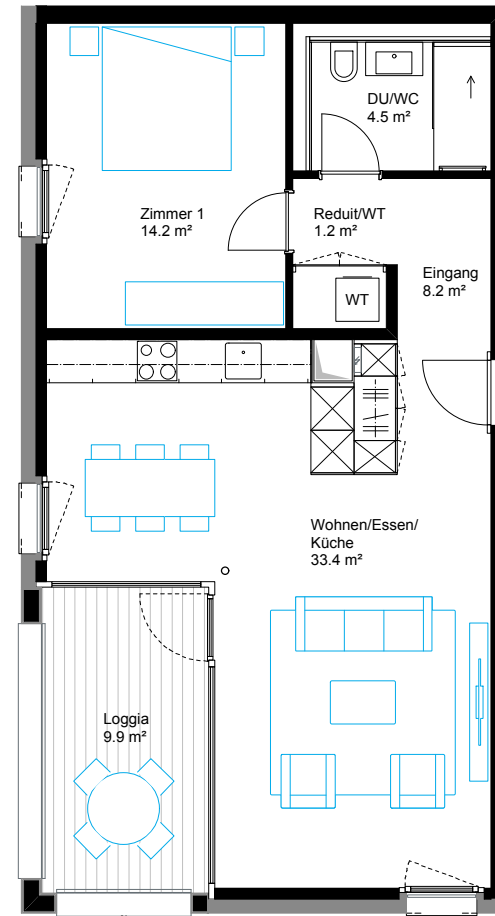 DU/WC
4.5 m²
Zimmer 1
14.2 m²
Reduit/WT
1.2 m²
Eingang
8.2 m²
WT
Wohnen/Essen/
Küche
33.4 m²
Loggia
9.9 m²